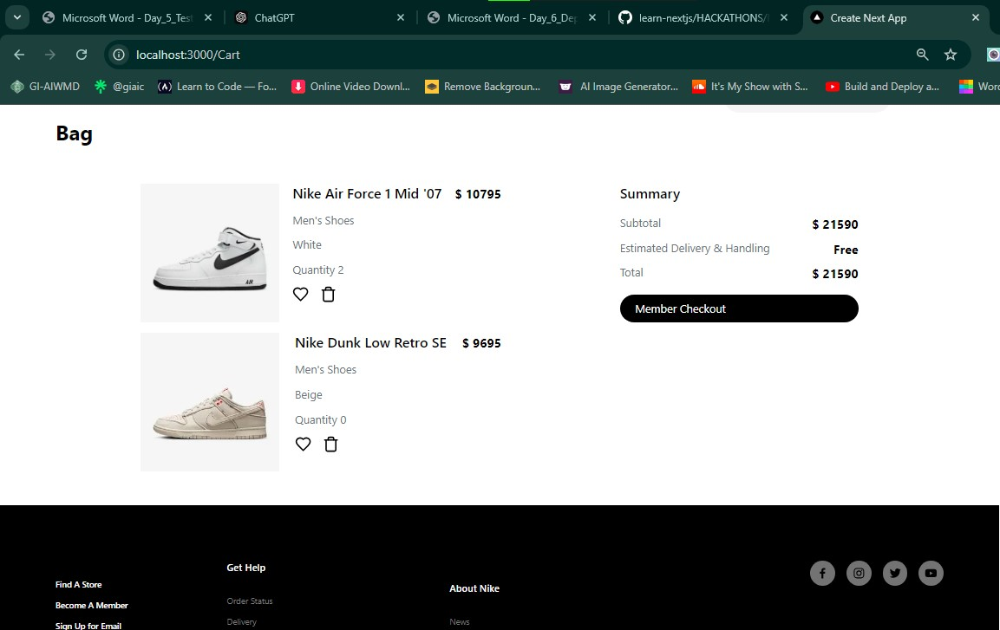 Microsoft Word - Day_5_Test
ChatGPT
Microsoft Word - Day_6_Dep
learn-nextjs/HACKATHONS/
Create Next App
localhost:3000/Cart
GI-AIWMD
@giaic
Learn to Code — Fo...
Online Video Downl...
Remove Backgroun...
AI Image Generator...
It's My Show with S...
Build and Deploy a...
Word
Bag
Nike Air Force 1 Mid '07 $ 10795
Men's Shoes
White
Quantity 2
AIR
Nike Dunk Low Retro SE $ 9695
Men's Shoes
Beige
Quantity 0
Summary
Subtotal $ 21590
Estimated Delivery & Handling Free
Total $ 21590
Member Checkout
Find A Store
Become A Member
Sign Up for Email
Get Help
Order Status
Delivery
About Nike
News